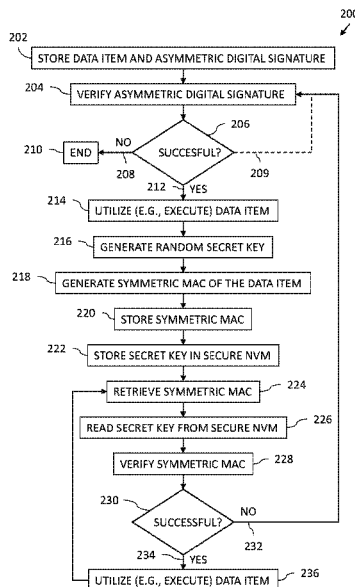 200
202
STORE DATA ITEM AND ASYMMETRIC DIGITAL SIGNATURE
204
VERIFY ASYMMETRIC DIGITAL SIGNATURE
206
NO
SUCCESFUL?
210
END
208
209
212
YES
214
UTILIZE (E.G., EXECUTE) DATA ITEM
216
GENERATE RANDOM SECRET KEY
218
GENERATE SYMMETRIC MAC OF THE DATA ITEM
220
STORE SYMMETRIC MAC
222
STORE SECRET KEY IN SECURE NVM
224
RETRIEVE SYMMETRIC MAC
226
READ SECRET KEY FROM SECURE NVM
228
VERIFY SYMMETRIC MAC
230
NO
SUCCESSFUL?
232
234
YES
236
UTILIZE (E.G., EXECUTE) DATA ITEM